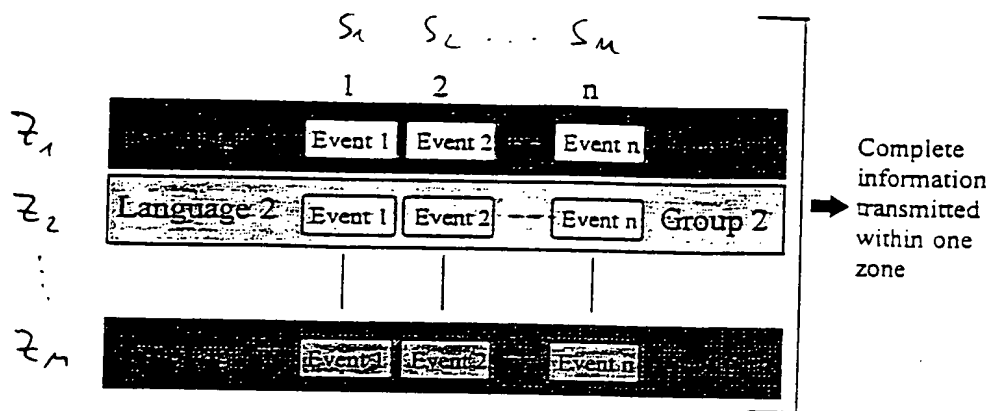 S₁ S₂ ... Sₙ
1 2 n
Z₁ Event 1 Event 2 Event n
Z₂ Language 2 Event 1 Event 2 Event n Group 2
Zₙ Event 1 Event 2 Event n
Complete
information
transmitted
within one
zone